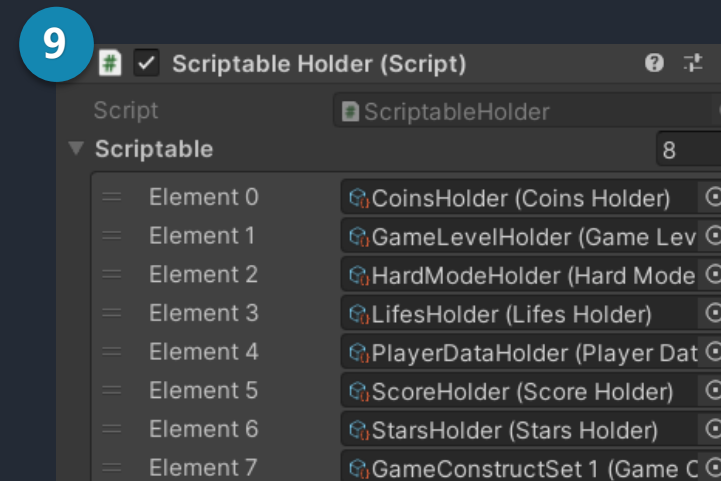 9
# Scriptable Holder (Script) ?
Script # ScriptableHolder
Scriptable 8
Element 0 CoinsHolder (Coins Holder)
Element 1 GameLevelHolder (Game Lev
Element 2 HardModeHolder (Hard Mode
Element 3 LifesHolder (Lifes Holder)
Element 4 PlayerDataHolder (Player Dat
Element 5 ScoreHolder (Score Holder)
Element 6 StarsHolder (Stars Holder)
Element 7 GameConstructSet 1 (Game C